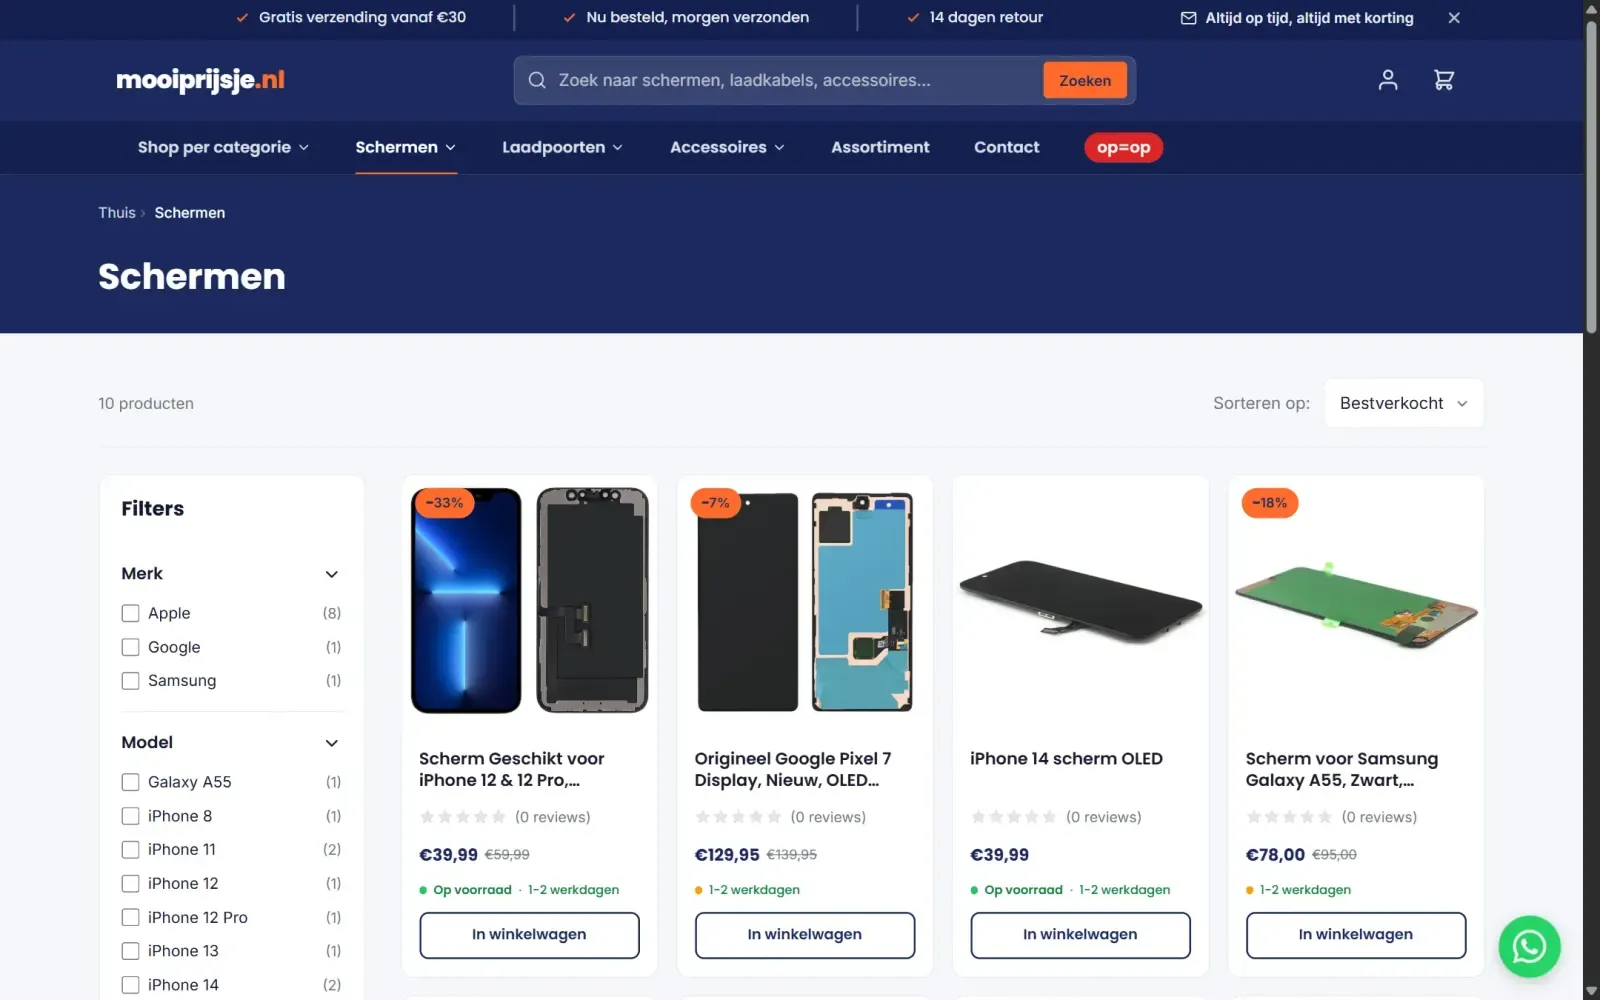 Gratis verzending vanaf €30
Nu besteld, morgen verzonden
14 dagen retour
Altijd op tijd, altijd met korting
mooiprijsje.nl
Zoek naar schermen, laadkabels, accessoires...
Zoeken
Shop per categorie
Schermen
Laadpoorten
Accessoires
Assortiment
Contact
op=op
Thuis › Schermen
Schermen
10 producten
Sorteren op:
Bestverkocht
Filters
Merk
Apple (8)
Google (1)
Samsung (1)
Model
Galaxy A55 (1)
iPhone 8 (1)
iPhone 11 (2)
iPhone 12 (1)
iPhone 12 Pro (1)
iPhone 13 (1)
iPhone 14 (2)
-33%
Scherm Geschikt voor
iPhone 12 & 12 Pro,...
(0 reviews)
€39,99 €59,99
Op voorraad · 1-2 werkdagen
In winkelwagen
-7%
Origineel Google Pixel 7
Display, Nieuw, OLED...
(0 reviews)
€129,95 €139,95
1-2 werkdagen
In winkelwagen
iPhone 14 scherm OLED
(0 reviews)
€39,99
Op voorraad · 1-2 werkdagen
In winkelwagen
-18%
Scherm voor Samsung
Galaxy A55, Zwart,...
(0 reviews)
€78,00 €95,00
1-2 werkdagen
In winkelwagen